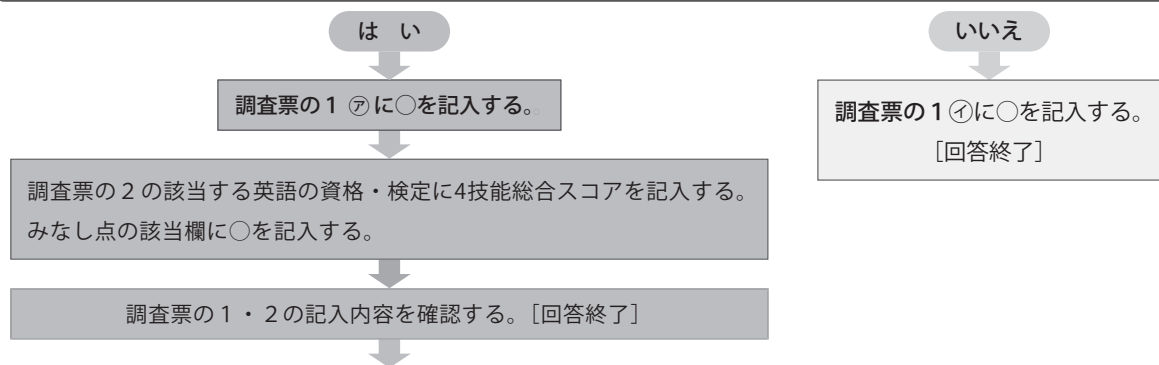 は い
調査票の1 ㋐に○を記入する。
調査票の2の該当する英語の資格・検定に4技能総合スコアを記入する。
みなし点の該当欄に○を記入する。
調査票の1・2の記入内容を確認する。［回答終了］
いいえ
調査票の1㋑に○を記入する。
［回答終了］